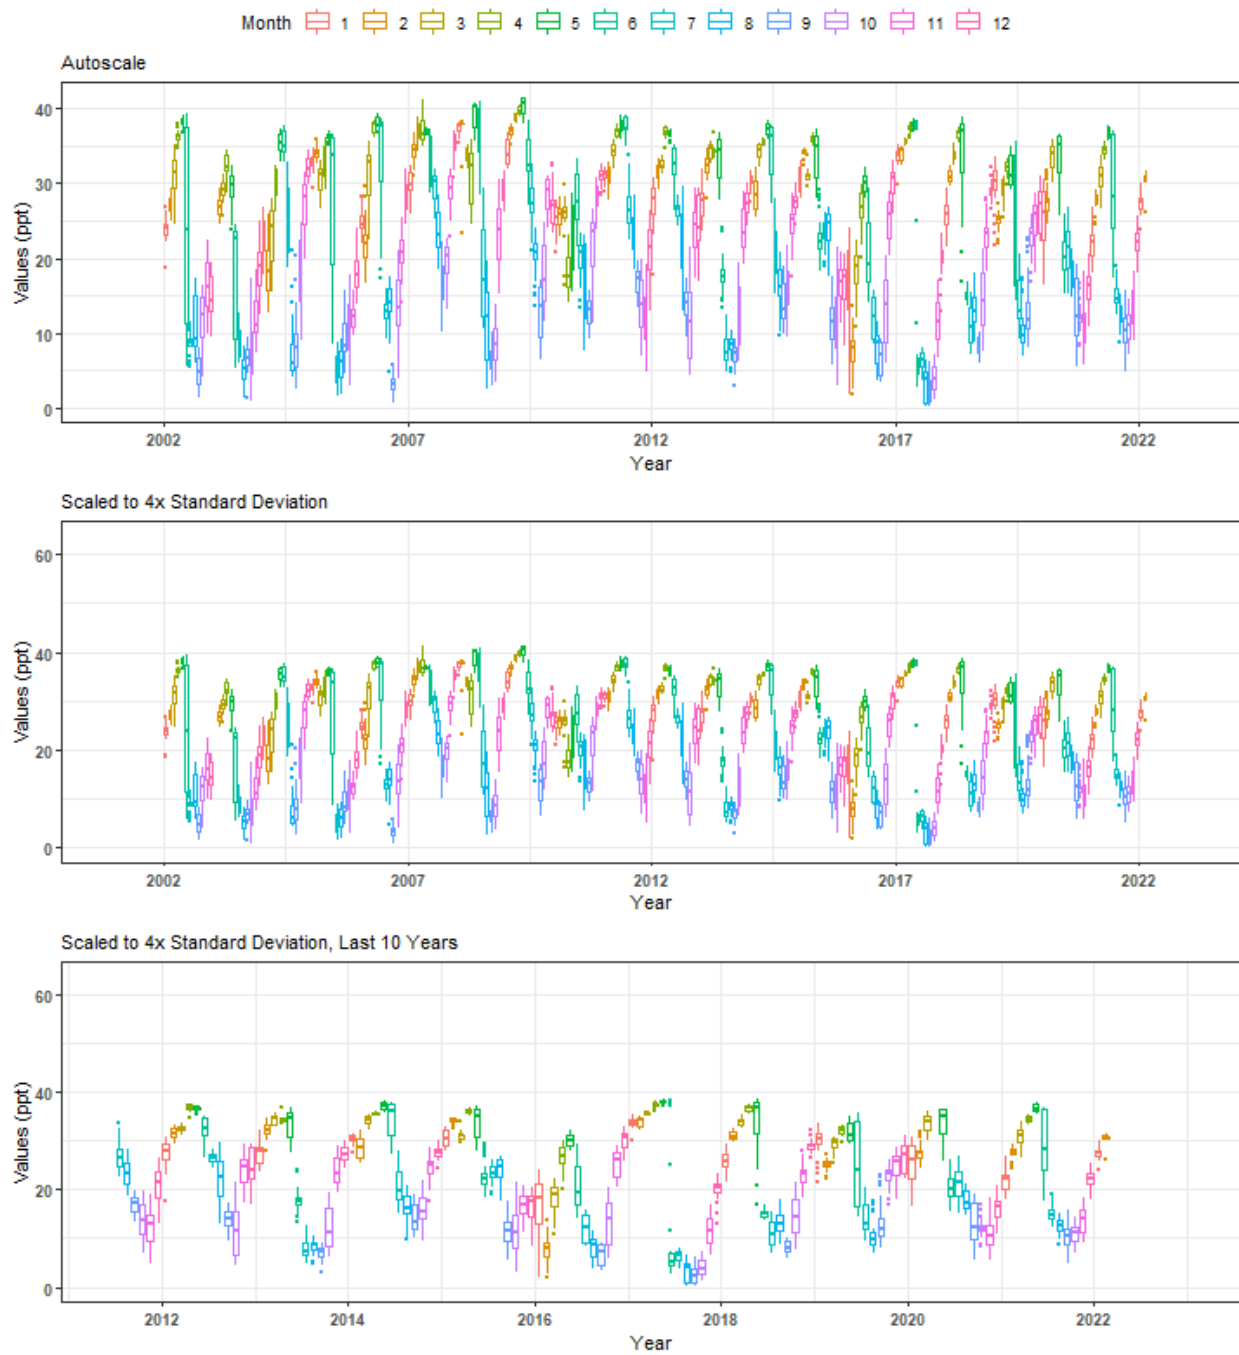 Month 1 2 3 4 5 6 7 8 9 10 11 12
Autoscale
Values (ppt)
40
30
20
10
0
2002 2007 2012 2017 2022
Year
Scaled to 4x Standard Deviation
Values (ppt)
60
40
20
0
2002 2007 2012 2017 2022
Year
Scaled to 4x Standard Deviation, Last 10 Years
Values (ppt)
60
40
20
0
2012 2014 2016 2018 2020 2022
Year